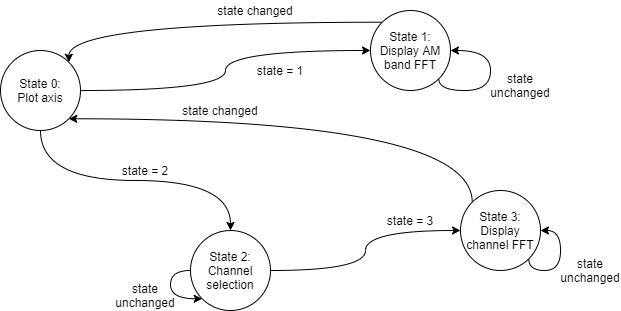 state changed
State 1:
Display AM
band FFT
State 0:
Plot axis
state = 1
state
unchanged
state changed
state = 2
State 3:
Display
channel FFT
state = 3
State 2:
Channel
selection
state
unchanged
state
unchanged